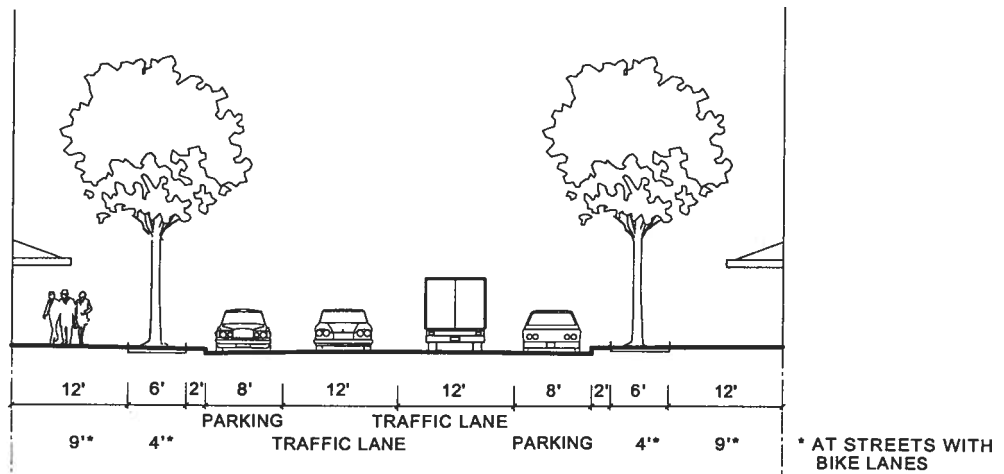 12' 6' 2' 8' 12' 12' 8' 2' 6' 12'
PARKING TRAFFIC LANE
9'* 4'* TRAFFIC LANE PARKING 4'* 9'* * AT STREETS WITH
BIKE LANES